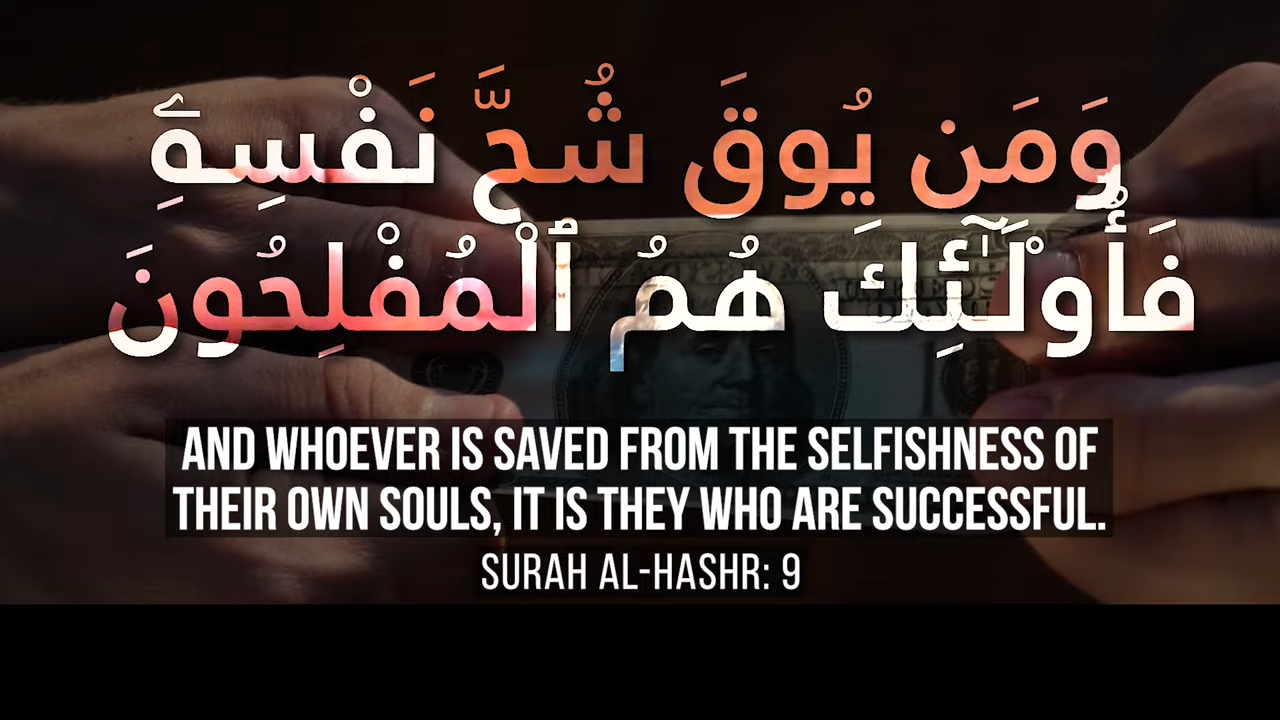 وَمَن يُوقَ شُحَّ نَفْسِهِۦ
فَأُو۟لَـٰٓئِكَ هُمُ ٱلْمُفْلِحُونَ
AND WHOEVER IS SAVED FROM THE SELFISHNESS OF
THEIR OWN SOULS, IT IS THEY WHO ARE SUCCESSFUL.
SURAH AL-HASHR: 9